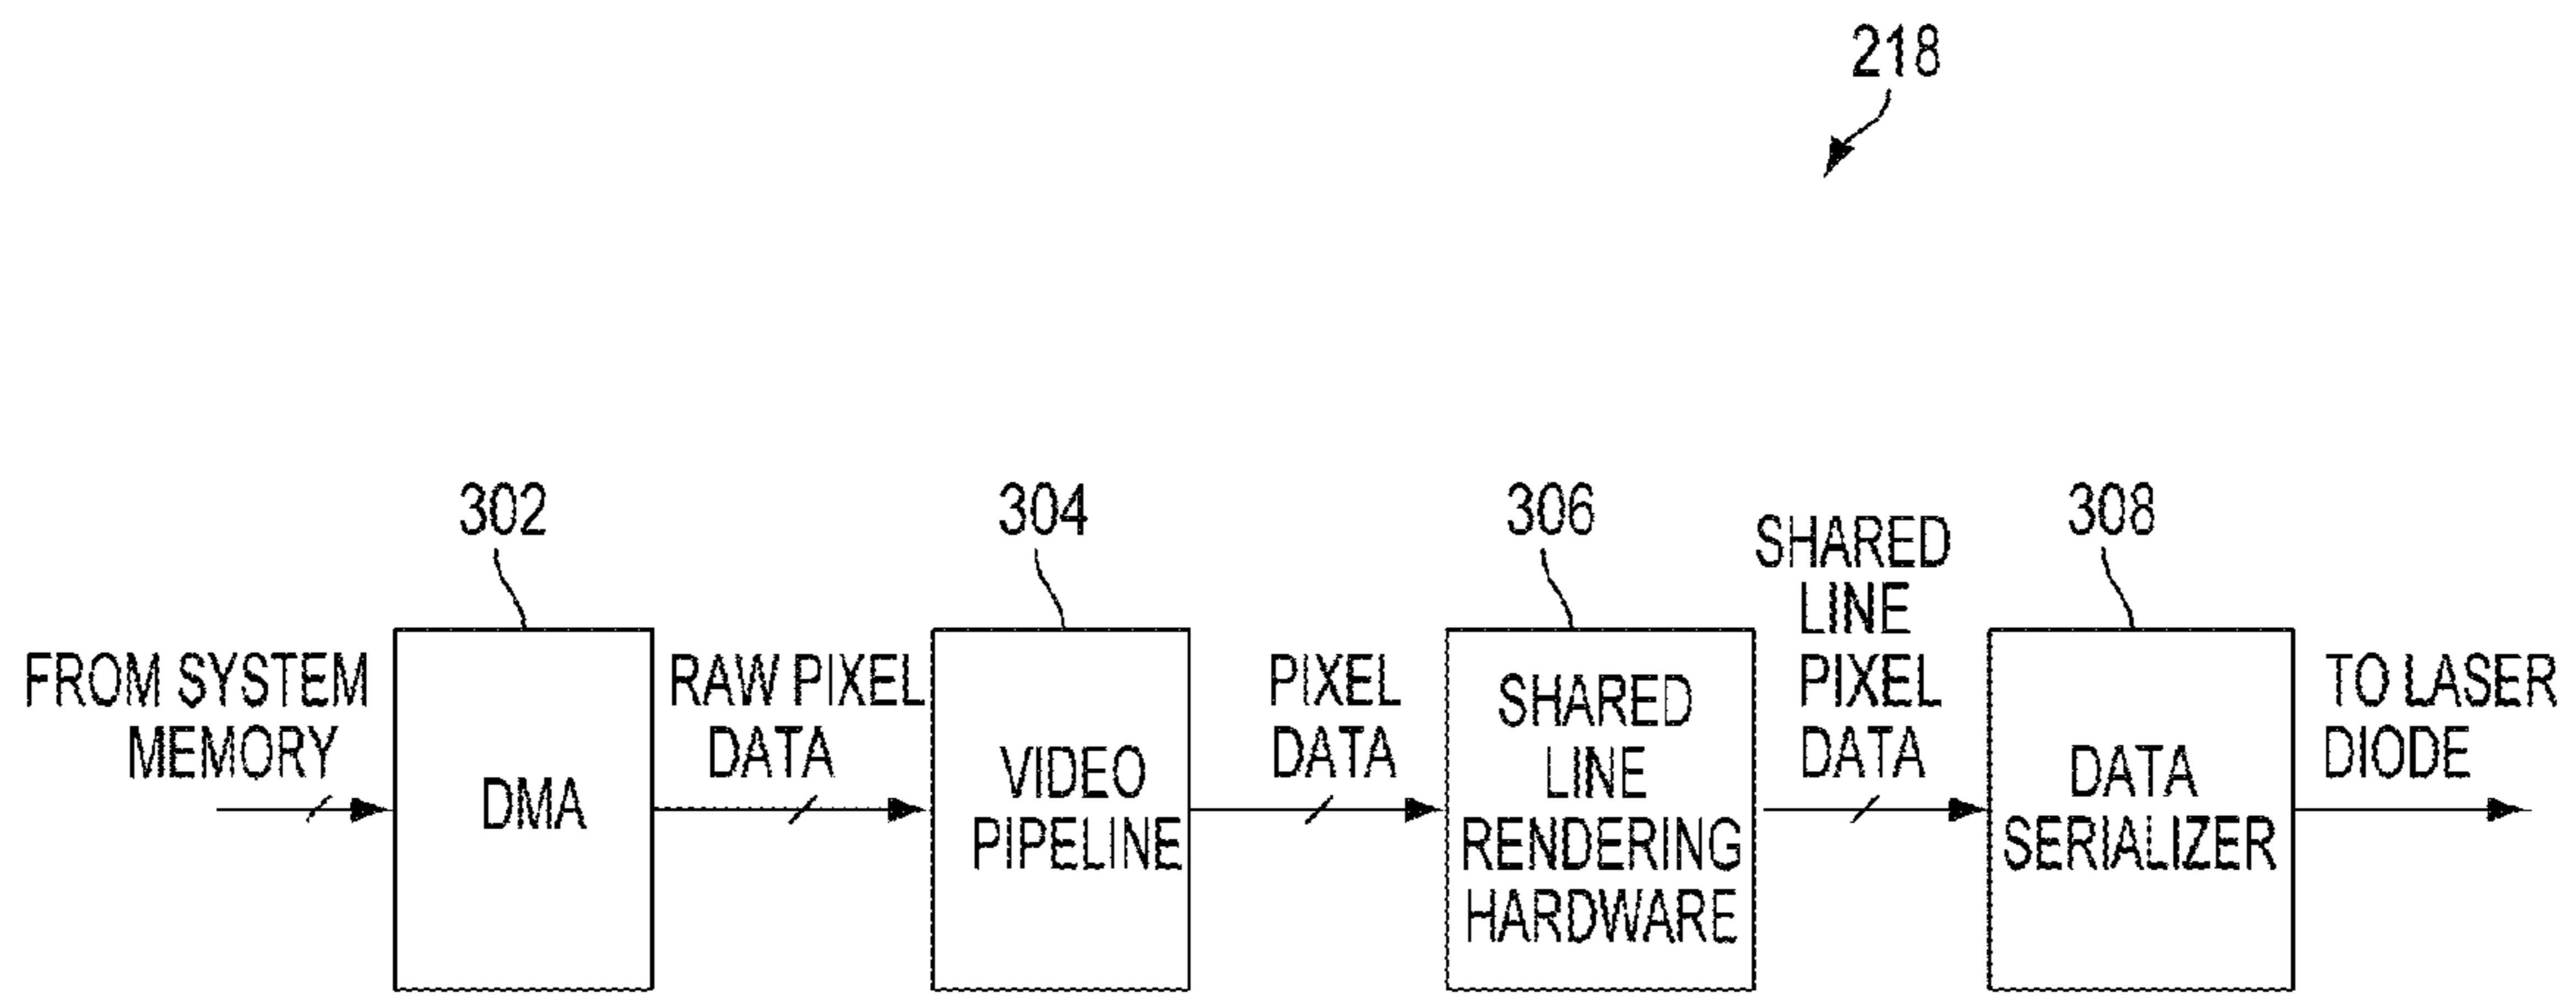 218
302
304
306
308
FROM SYSTEM
MEMORY
DMA
RAW PIXEL
DATA
VIDEO
PIPELINE
PIXEL
DATA
SHARED
LINE
RENDERING
HARDWARE
SHARED
LINE
PIXEL
DATA
DATA
SERIALIZER
TO LASER
DIODE